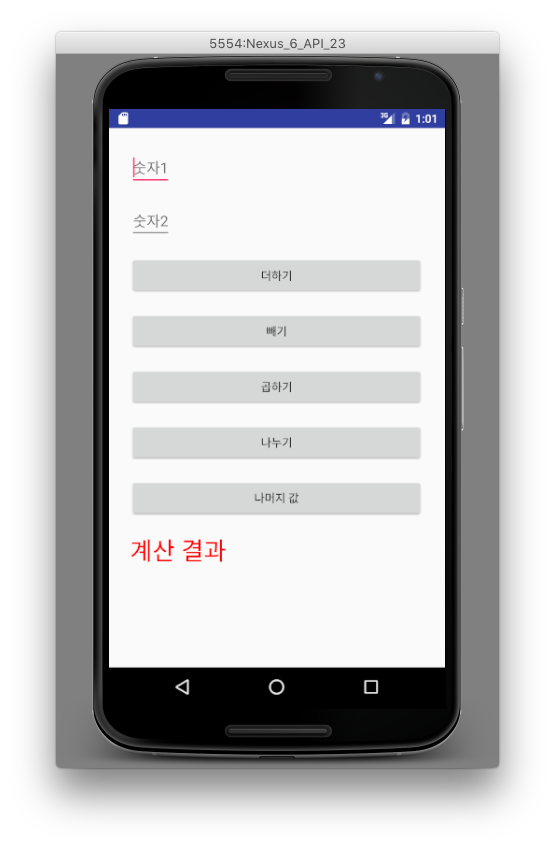 5554:Nexus_6_API_23
3G 1:01
숫자1
숫자2
더하기
빼기
곱하기
나누기
나머지 값
계산 결과